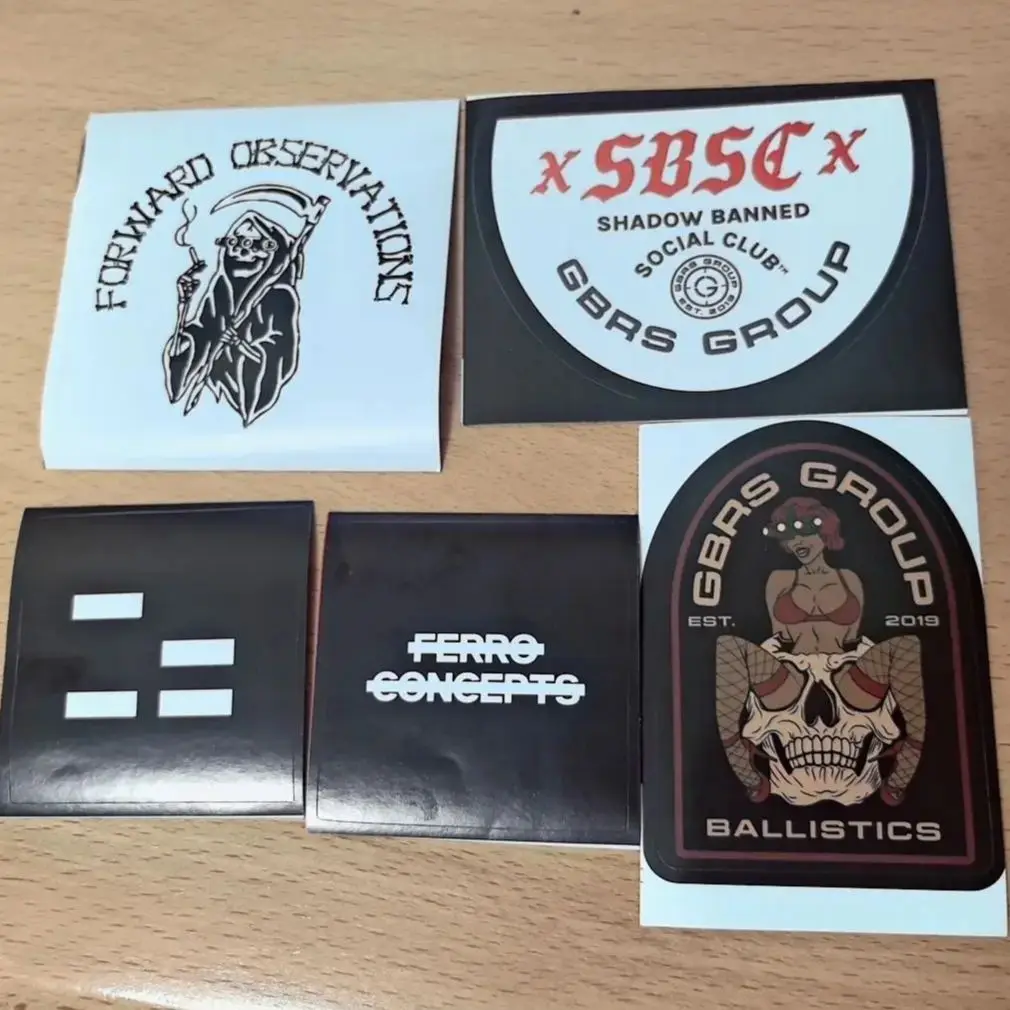 FORWARD OBSERVATIONS
X SBSC X
SHADOW BANNED
SOCIAL CLUB™
GBRS GROUP
G
EST. 2019
GBRS GROUP
FERRO
CONCEPTS
GBRS GROUP
EST. 2019
BALLISTICS